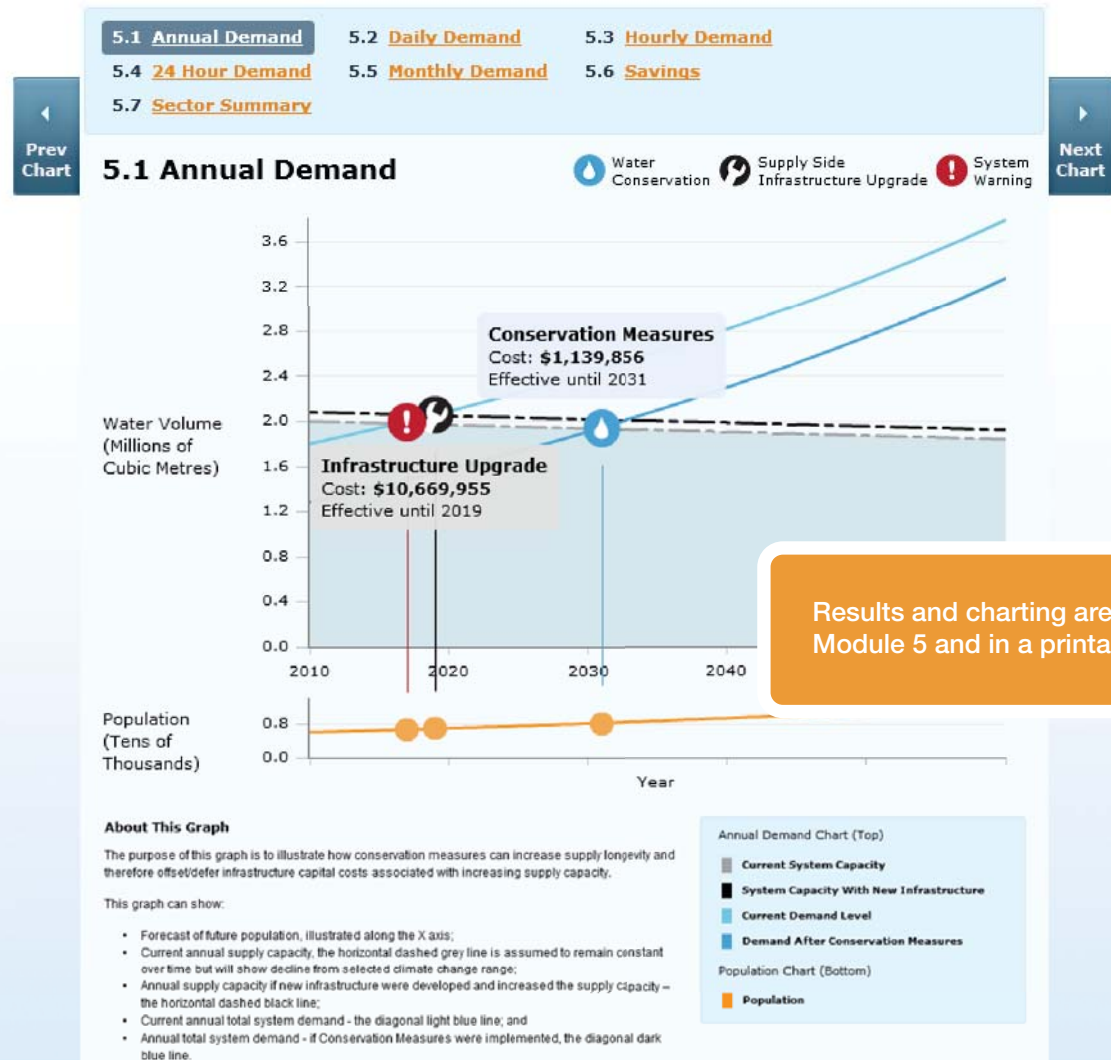 5.1 Annual Demand
5.2 Daily Demand
5.3 Hourly Demand
5.4 24 Hour Demand
5.5 Monthly Demand
5.6 Savings
5.7 Sector Summary
Prev
Chart
Next
Chart
5.1 Annual Demand
Water
Conservation
Supply Side
Infrastructure Upgrade
System
Warning
3.6
3.2
2.8
2.4
2.0
1.6
1.2
0.8
0.4
0.0
Water Volume
(Millions of
Cubic Metres)
Conservation Measures
Cost: $1,139,856
Effective until 2031
Infrastructure Upgrade
Cost: $10,669,955
Effective until 2019
2010
2020
2030
2040
Results and charting are
Module 5 and in a printa
Population
(Tens of
Thousands)
0.8
0.0
Year
About This Graph
The purpose of this graph is to illustrate how conservation measures can increase supply longevity and
therefore offset/defer infrastructure capital costs associated with increasing supply capacity.
This graph can show:
• Forecast of future population, illustrated along the X axis;
• Current annual supply capacity, the horizontal dashed grey line is assumed to remain constant
over time but will show decline from selected climate change range;
• Annual supply capacity if new infrastructure were developed and increased the supply capacity –
the horizontal dashed black line;
• Current annual total system demand - the diagonal light blue line; and
• Annual total system demand - if Conservation Measures were implemented, the diagonal dark
blue line.
Annual Demand Chart (Top)
Current System Capacity
System Capacity With New Infrastructure
Current Demand Level
Demand After Conservation Measures
Population Chart (Bottom)
Population